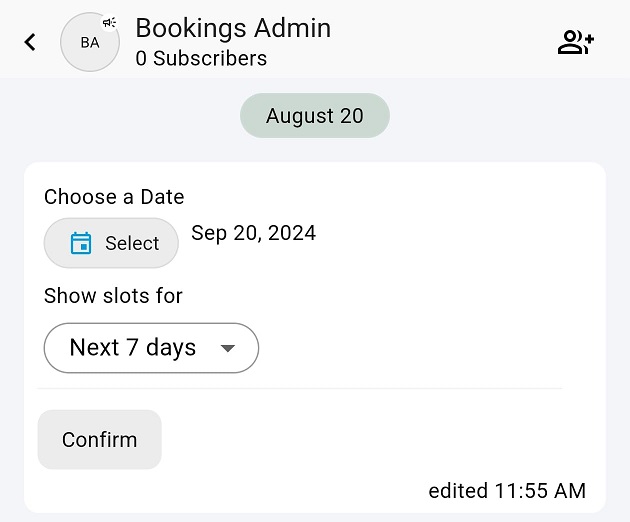 BA
Bookings Admin
0 Subscribers
August 20
Choose a Date
Select
Sep 20, 2024
Show slots for
Next 7 days
Confirm
edited 11:55 AM